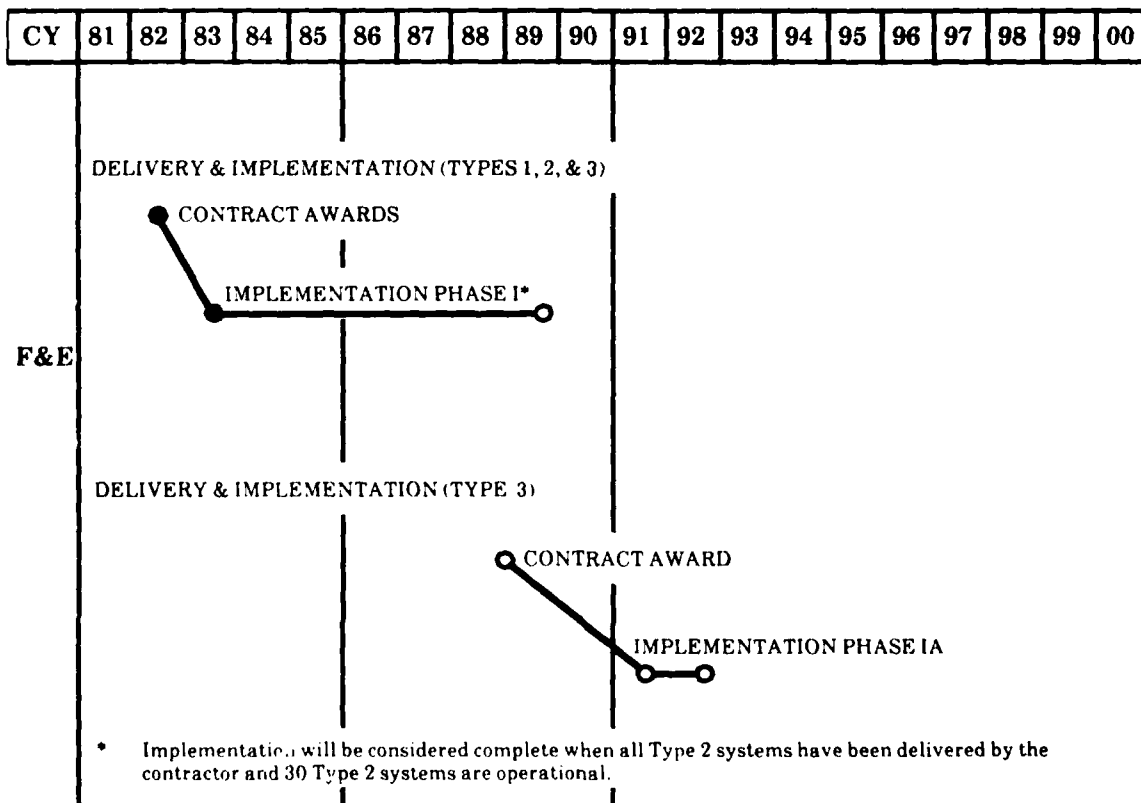 CY 81 82 83 84 85 86 87 88 89 90 91 92 93 94 95 96 97 98 99 00
DELIVERY & IMPLEMENTATION (TYPES 1, 2, & 3)
CONTRACT AWARDS
IMPLEMENTATION PHASE I*
F&E
DELIVERY & IMPLEMENTATION (TYPE 3)
CONTRACT AWARD
IMPLEMENTATION PHASE IA
* Implementation will be considered complete when all Type 2 systems have been delivered by the
contractor and 30 Type 2 systems are operational.